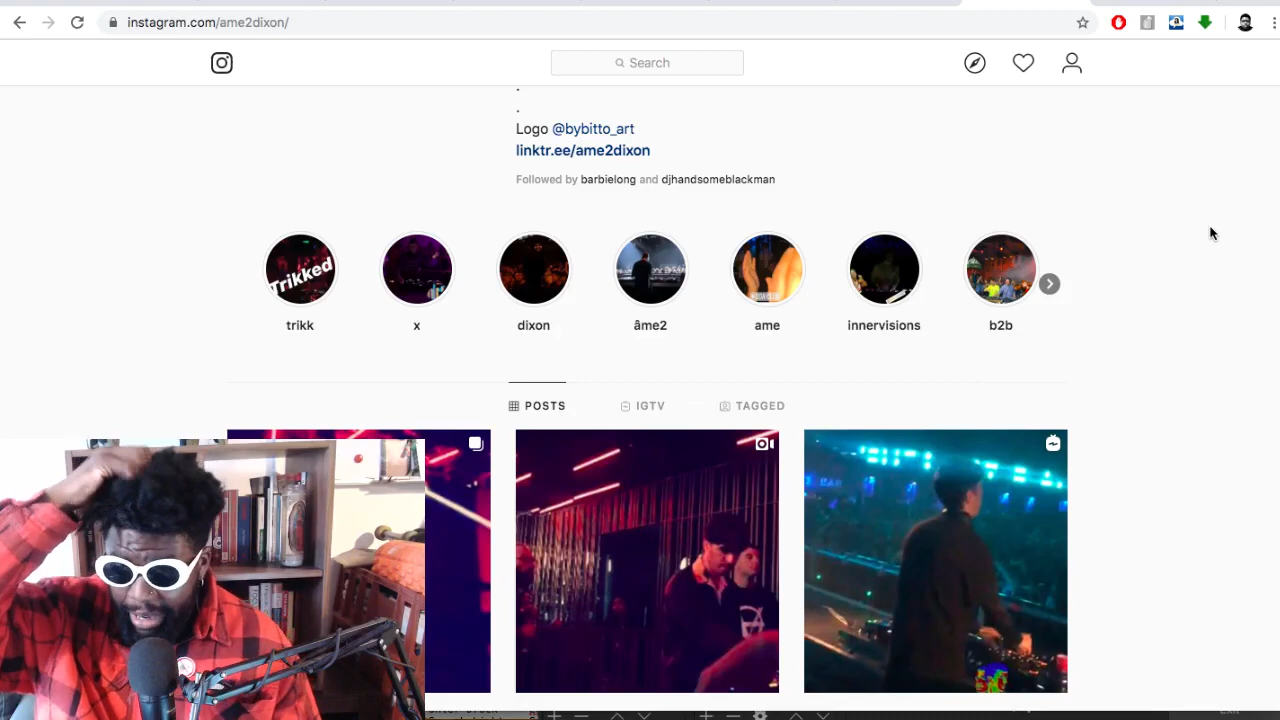 instagram.com/ame2dixon/
Search
.
.
Logo @bybitto_art
linktr.ee/ame2dixon
Followed by barbielong and djhandsomeblackman
Trikked
trikk
x
dixon
âme2
ame
innervisions
b2b
POSTS
IGTV
TAGGED